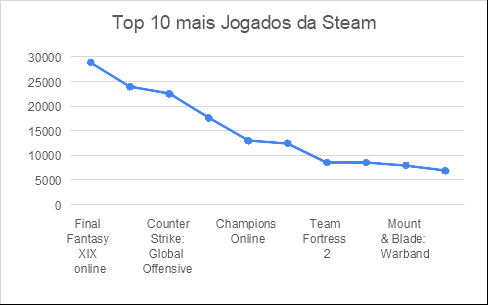 Top 10 mais Jogados da Steam
30000
25000
20000
15000
10000
5000
0
Final
Fantasy
XIX
online
Counter
Strike:
Global
Offensive
Champions
Online
Team
Fortress
2
Mount
& Blade:
Warband